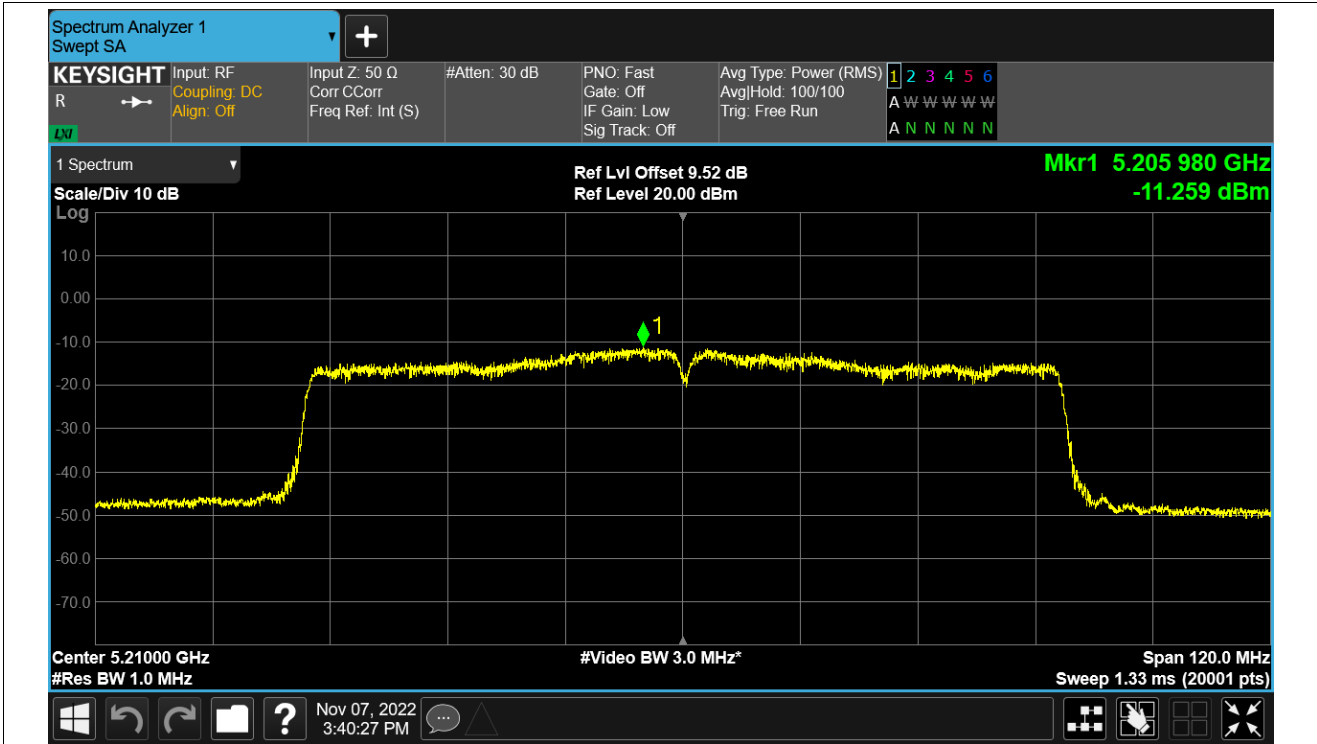 Spectrum Analyzer 1
Swept SA
▼
+
KEYSIGHT
R
LXI
Input: RF
Coupling: DC
Align: Off
Input Z: 50 Ω
Corr CCorr
Freq Ref: Int (S)
#Atten: 30 dB
PNO: Fast
Gate: Off
IF Gain: Low
Sig Track: Off
Avg Type: Power (RMS)
Avg|Hold: 100/100
Trig: Free Run
1 2 3 4 5 6
A W W W W W
A N N N N N
1 Spectrum ▼
Scale/Div 10 dB
Ref Lvl Offset 9.52 dB
Ref Level 20.00 dBm
Mkr1 5.205 980 GHz
-11.259 dBm
Log
10.0
0.00
-10.0
-20.0
-30.0
-40.0
-50.0
-60.0
-70.0
1
Center 5.21000 GHz
#Res BW 1.0 MHz
#Video BW 3.0 MHz*
Span 120.0 MHz
Sweep 1.33 ms (20001 pts)
?
Nov 07, 2022
3:40:27 PM